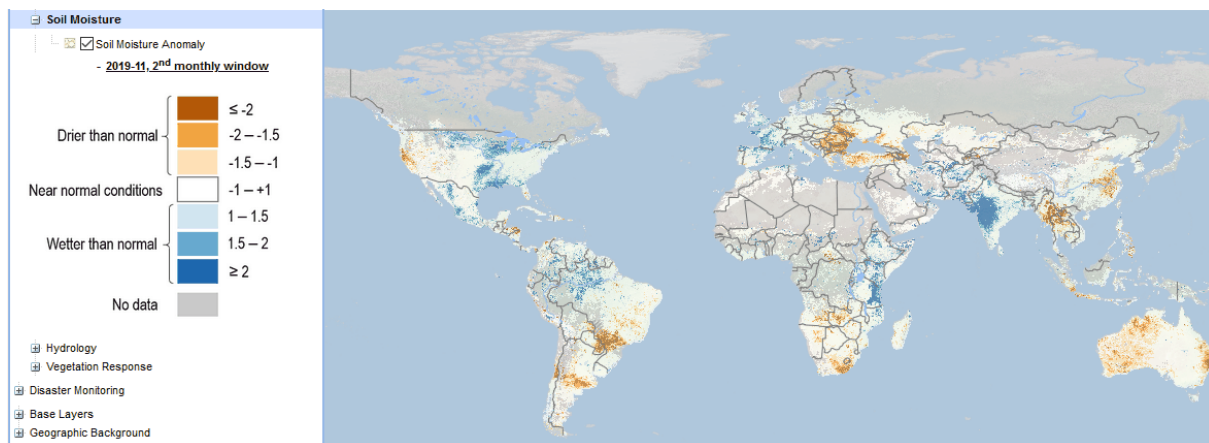 Soil Moisture
Soil Moisture Anomaly
- 2019-11, 2nd monthly window
≤ -2
Drier than normal
-2 – -1.5
-1.5 – -1
Near normal conditions
-1 – +1
1 – 1.5
Wetter than normal
1.5 – 2
≥ 2
No data
Hydrology
Vegetation Response
Disaster Monitoring
Base Layers
Geographic Background